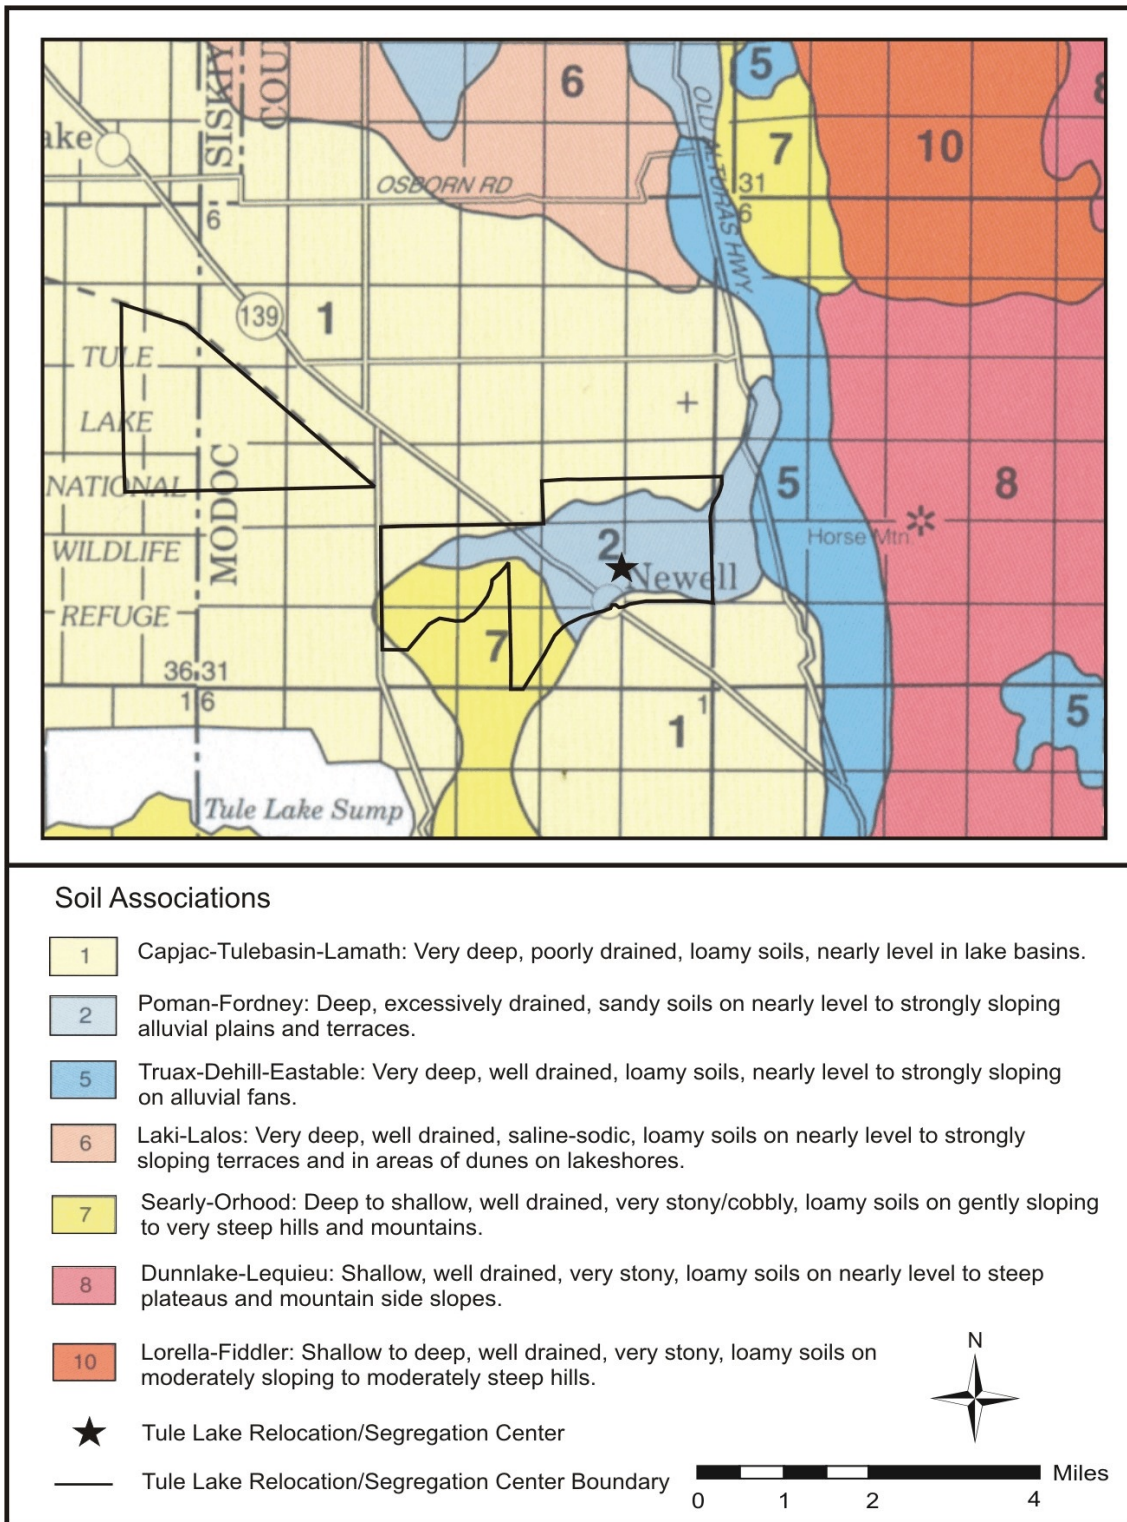 6
5
8
SISKIY
COU
OLD ALTURAS HWY.
ake
7
10
OSBORN RD
31
6
6
139
1
TULE
LAKE
NATIONAL
MODOC
5
8
2
Horse Mtn.
WILDLIFE
Newell
REFUGE
7
36 31
1 6
1
1
5
Tule Lake Sump
Soil Associations
1 Capjac-Tulebasin-Lamath: Very deep, poorly drained, loamy soils, nearly level in lake basins.
2 Poman-Fordney: Deep, excessively drained, sandy soils on nearly level to strongly sloping
alluvial plains and terraces.
5 Truax-Dehill-Eastable: Very deep, well drained, loamy soils, nearly level to strongly sloping
on alluvial fans.
6 Laki-Lalos: Very deep, well drained, saline-sodic, loamy soils on nearly level to strongly
sloping terraces and in areas of dunes on lakeshores.
7 Searly-Orhood: Deep to shallow, well drained, very stony/cobbly, loamy soils on gently sloping
to very steep hills and mountains.
8 Dunnlake-Lequieu: Shallow, well drained, very stony, loamy soils on nearly level to steep
plateaus and mountain side slopes.
10 Lorella-Fiddler: Shallow to deep, well drained, very stony, loamy soils on
moderately sloping to moderately steep hills.
N
Tule Lake Relocation/Segregation Center
Tule Lake Relocation/Segregation Center Boundary
Miles
0 1 2 4